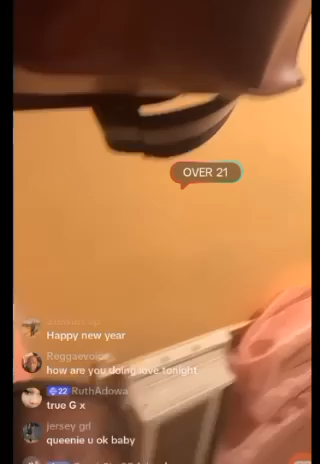 OVER 21
Happy new year
Reggaevoice
how are you doing love tonight
22 RuthAdowa
true G x
jersey grl
queenie u ok baby